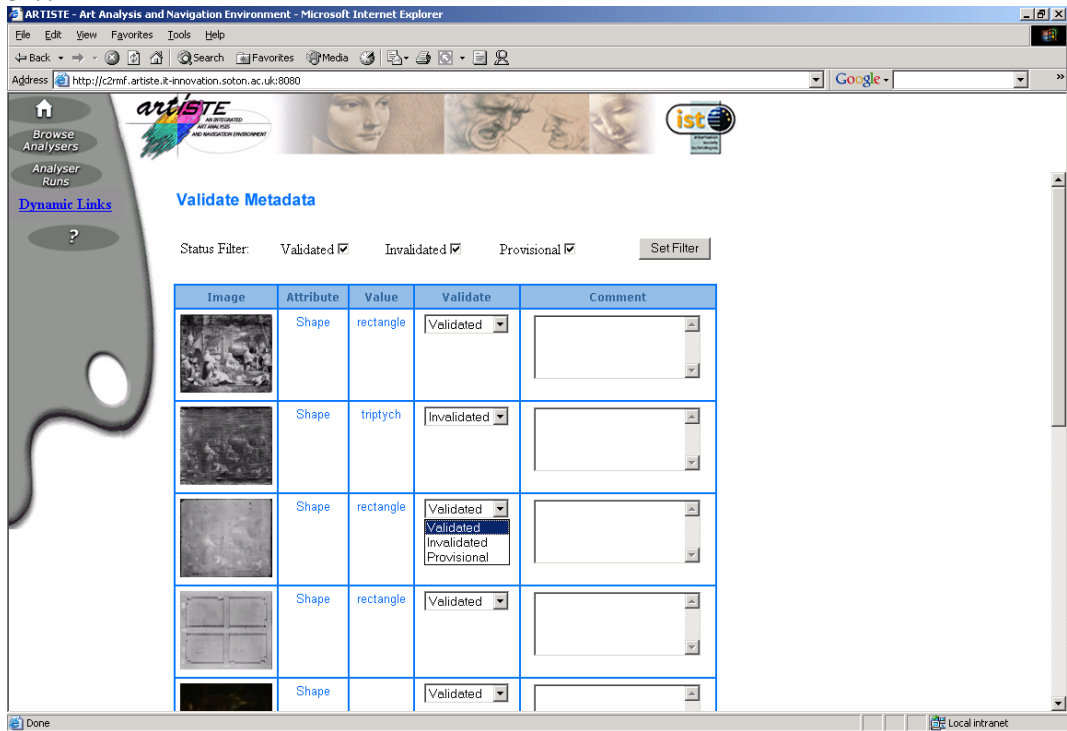 ARTISTE - Art Analysis and Navigation Environment - Microsoft Internet Explorer
File Edit View Favorites Tools Help
Back Search Favorites Media
Address http://c2rmf.artiste.it-innovation.soton.ac.uk:8080 Google
Browse
Analysers
Analyser
Runs
Dynamic Links
?
artiSTE
AN INTEGRATED
ART ANALYSIS
AND NAVIGATION ENVIRONMENT
ist
information
society
technologies
Validate Metadata
Status Filter: Validated Invalidated Provisional Set Filter
Image Attribute Value Validate Comment
Shape rectangle Validated
Shape triptych Invalidated
Shape rectangle Validated
Validated
Invalidated
Provisional
Shape rectangle Validated
Shape Validated
Done Local intranet